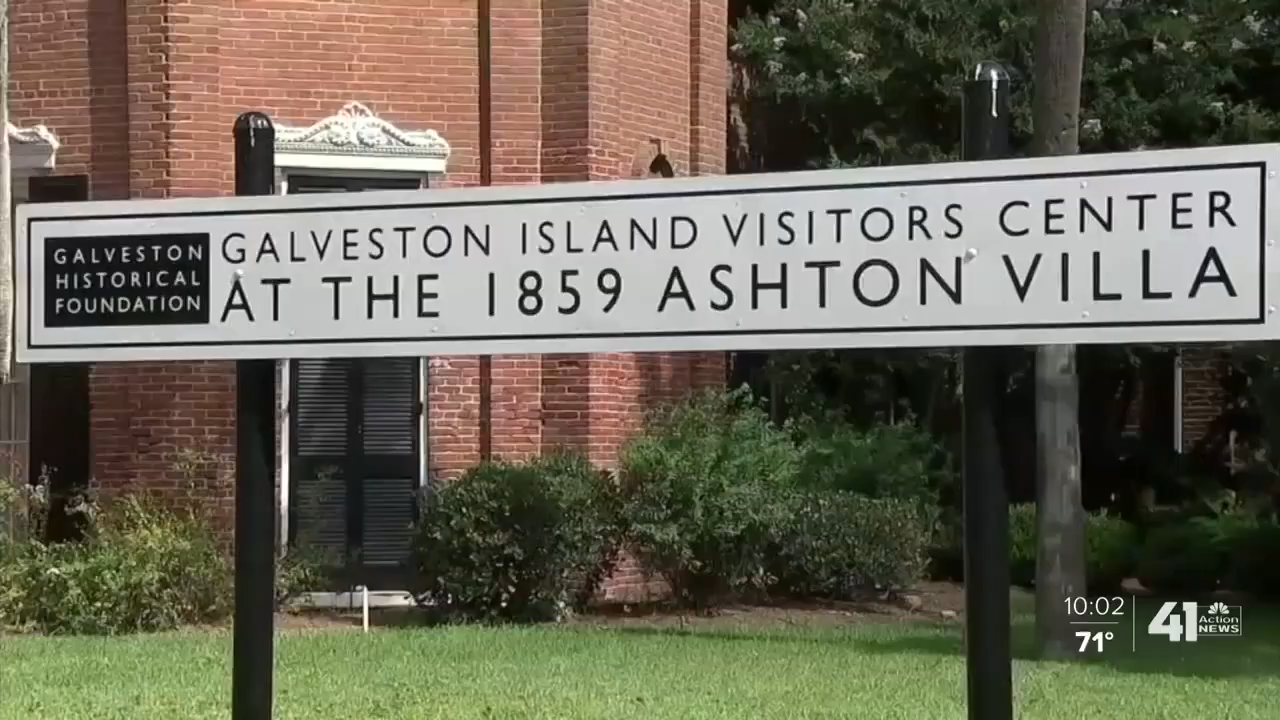 GALVESTON
HISTORICAL
FOUNDATION
GALVESTON ISLAND VISITORS CENTER
AT THE 1859 ASHTON VILLA
10:02
71°
41 Action
NEWS